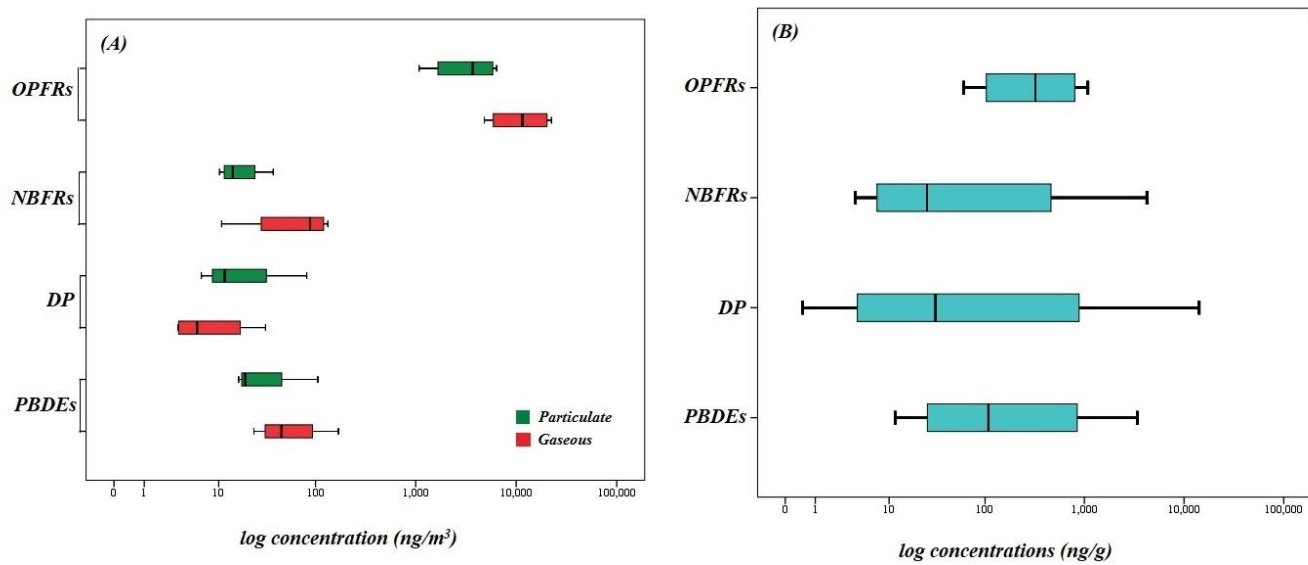 (A)
OPFRs
NBFRs
DP
PBDEs
Particulate
Gaseous
0 1 10 100 1,000 10,000 100,000
log concentration (ng/m³)
(B)
OPFRs
NBFRs
DP
PBDEs
0 1 10 100 1,000 10,000 100,000
log concentrations (ng/g)